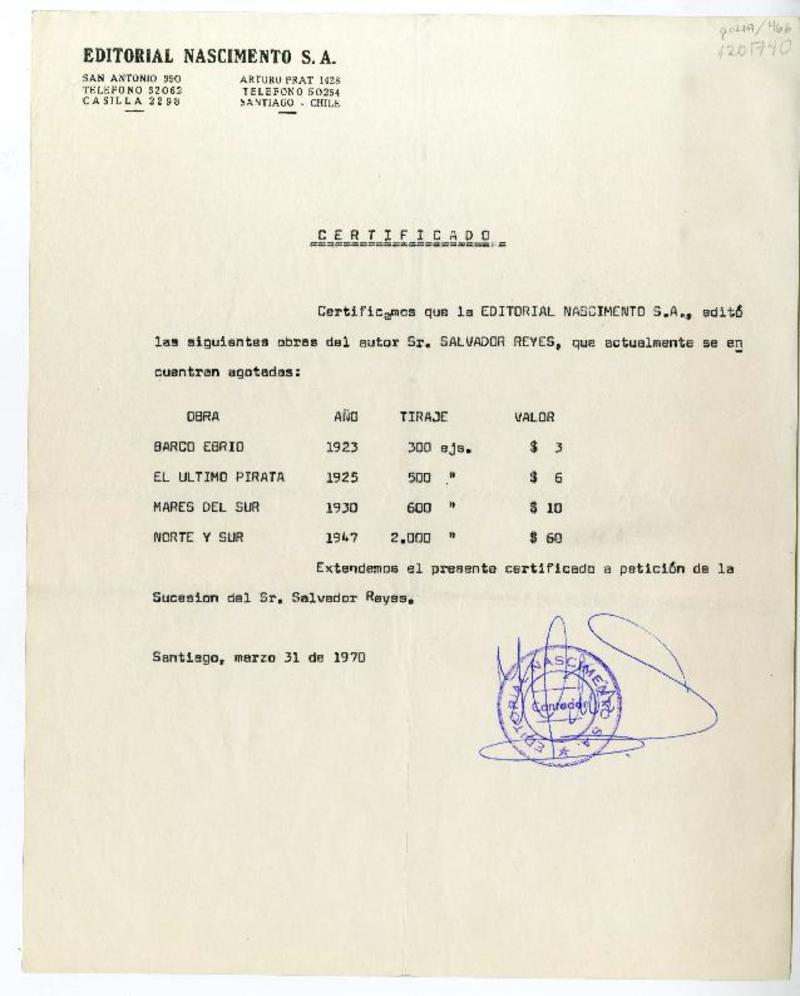 EDITORIAL NASCIMENTO S.A.
SAN ANTONIO 390 ARTURO PRAT 1428
TELEFONO 32062 TELEFONO 50254
CASILLA 2298 SANTIAGO - CHILE
1201740
CERTIFICADO
Certificamos que la EDITORIAL NASCIMENTO S.A., editó
las siguientes obras del autor Sr. SALVADOR REYES, que actualmente se en
cuentran agotadas:
OBRA AÑO TIRAJE VALOR
BARCO EBRIO 1923 300 ejs. $ 3
EL ULTIMO PIRATA 1925 500 " $ 6
MARES DEL SUR 1930 600 " $ 10
NORTE Y SUR 1947 2.000 " $ 60
Extendemos el presente certificado a petición de la
Sucesion del Sr. Salvador Reyes.
Santiago, marzo 31 de 1970
EDITORIAL NASCIMENTO S.A.
Contador